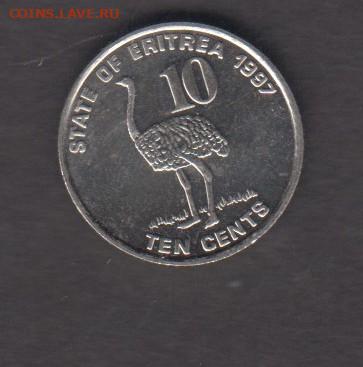 COINS.LAVE.RU
STATE OF ERITREA 1997
10
TEN CENTS